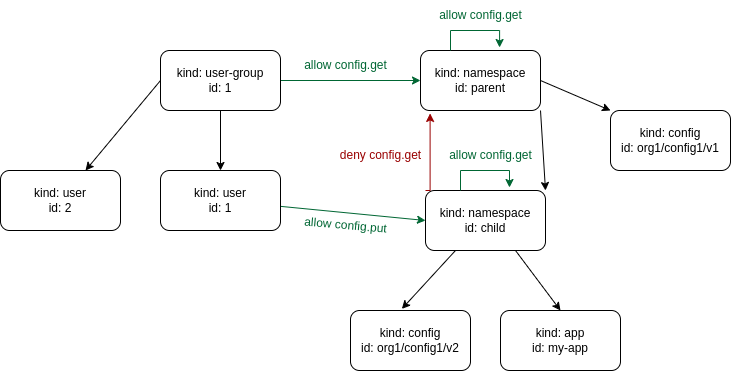 allow config.get
allow config.get
kind: user-group
id: 1
kind: namespace
id: parent
kind: config
id: org1/config1/v1
deny config.get
allow config.get
kind: user
id: 2
kind: user
id: 1
allow config.put
kind: namespace
id: child
kind: config
id: org1/config1/v2
kind: app
id: my-app